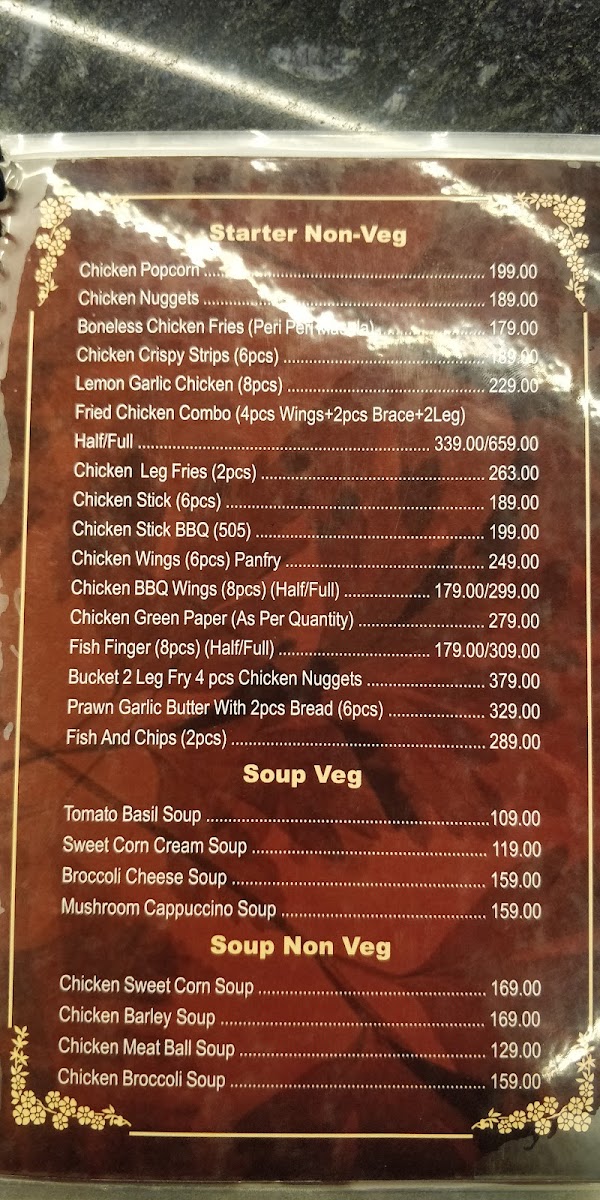 Starter Non-Veg
Chicken Popcorn ........ 199.00
Chicken Nuggets ........ 189.00
Boneless Chicken Fries (Peri Peri Masala) ........ 179.00
Chicken Crispy Strips (6pcs) ........ 189.00
Lemon Garlic Chicken (8pcs) ........ 229.00
Fried Chicken Combo (4pcs Wings+2pcs Brace+2Leg)
Half/Full ........ 339.00/659.00
Chicken Leg Fries (2pcs) ........ 263.00
Chicken Stick (6pcs) ........ 189.00
Chicken Stick BBQ (505) ........ 199.00
Chicken Wings (6pcs) Panfry ........ 249.00
Chicken BBQ Wings (8pcs) (Half/Full) ........ 179.00/299.00
Chicken Green Paper (As Per Quantity) ........ 279.00
Fish Finger (8pcs) (Half/Full) ........ 179.00/309.00
Bucket 2 Leg Fry 4 pcs Chicken Nuggets ........ 379.00
Prawn Garlic Butter With 2pcs Bread (6pcs) ........ 329.00
Fish And Chips (2pcs) ........ 289.00
Soup Veg
Tomato Basil Soup ........ 109.00
Sweet Corn Cream Soup ........ 119.00
Broccoli Cheese Soup ........ 159.00
Mushroom Cappuccino Soup ........ 159.00
Soup Non Veg
Chicken Sweet Corn Soup ........ 169.00
Chicken Barley Soup ........ 169.00
Chicken Meat Ball Soup ........ 129.00
Chicken Broccoli Soup ........ 159.00